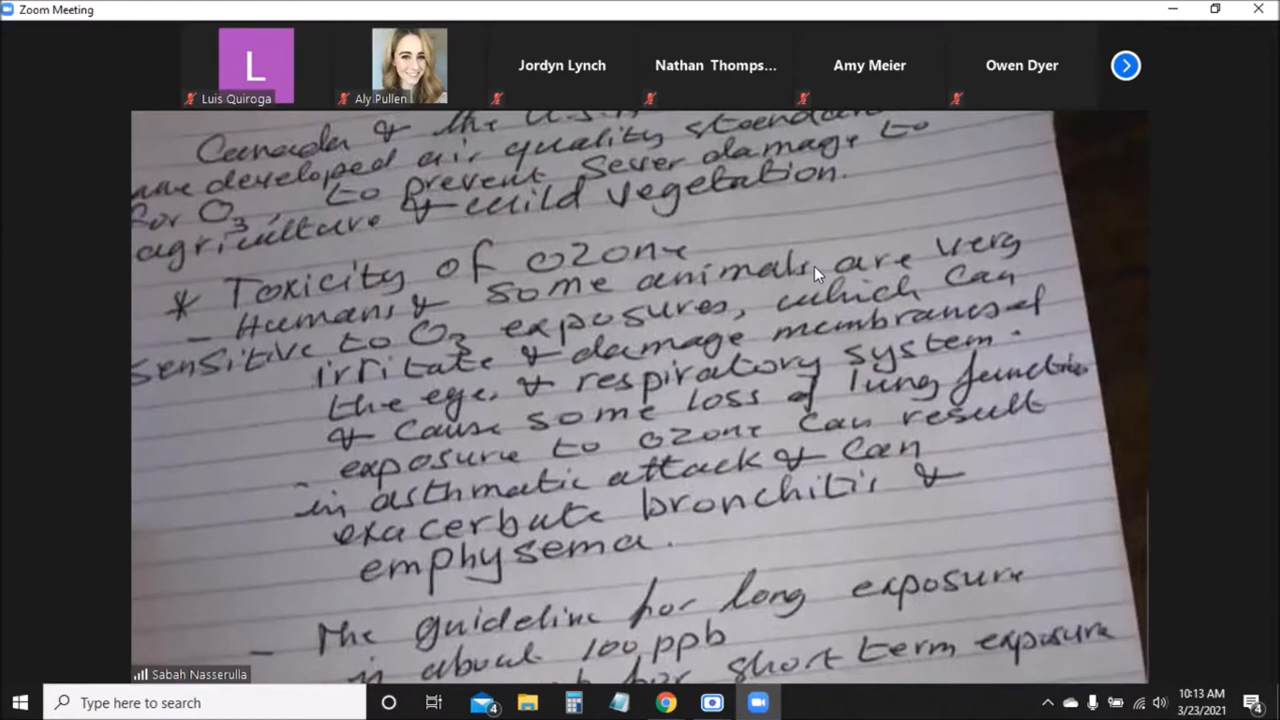 Zoom Meeting
L
Luis Quiroga
Aly Pullen
Jordyn Lynch
Nathan Thomps...
Amy Meier
Owen Dyer
Canada & the U.S.
developed air quality
for O3, to prevent Sever damage to
agriculture & wild vegetation.
* Toxicity of ozone
- Humans & some animals are very
sensitive to O3 exposures, which can
irritate & damage membranes of
the eye, & respiratory system.
& cause some loss of lung function
- exposure to ozone can result
in asthmatic attack & can
exacerbate bronchitis &
emphysema.
- The guideline for long exposure
is about 100 ppb
for short term exposure
Sabah Nasserulla
Type here to search
4
10:13 AM
3/23/2021
4